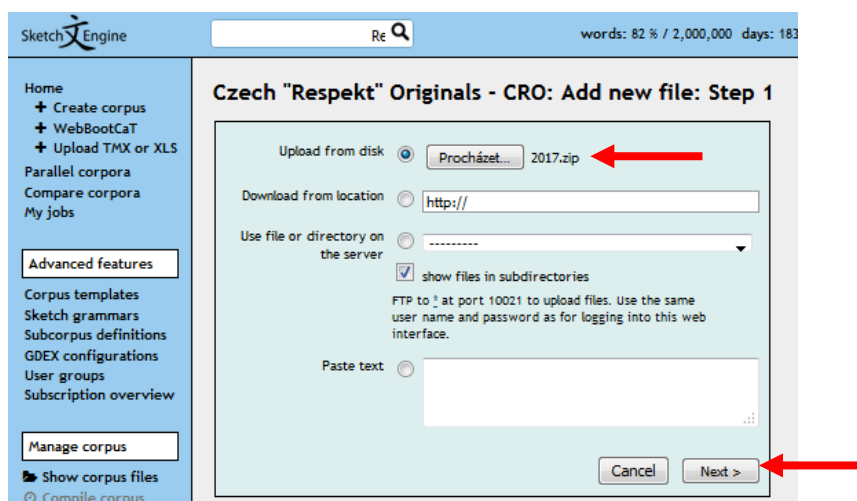 Sketch Engine
Re
words: 82 % / 2,000,000 days: 183
Home
+ Create corpus
+ WebBootCaT
+ Upload TMX or XLS
Parallel corpora
Compare corpora
My jobs
Advanced features
Corpus templates
Sketch grammars
Subcorpus definitions
GDEX configurations
User groups
Subscription overview
Manage corpus
Show corpus files
Compile corpus
Czech "Respekt" Originals - CRO: Add new file: Step 1
Upload from disk
Procházet... 2017.zip
Download from location
http://
Use file or directory on
the server
---------
show files in subdirectories
FTP to * at port 10021 to upload files. Use the same
user name and password as for logging into this web
interface.
Paste text
Cancel Next >